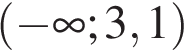 (−∞; 3, 1)